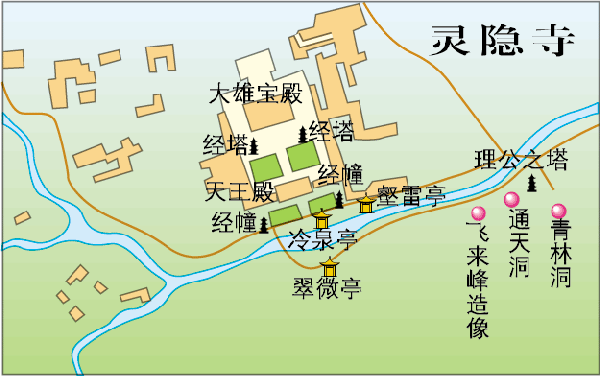 灵隐寺
大雄宝殿
经塔
经塔
理公之塔
经幢
天王殿
壑雷亭
经幢
冷泉亭
通天洞
青林洞
飞来峰造像
翠微亭